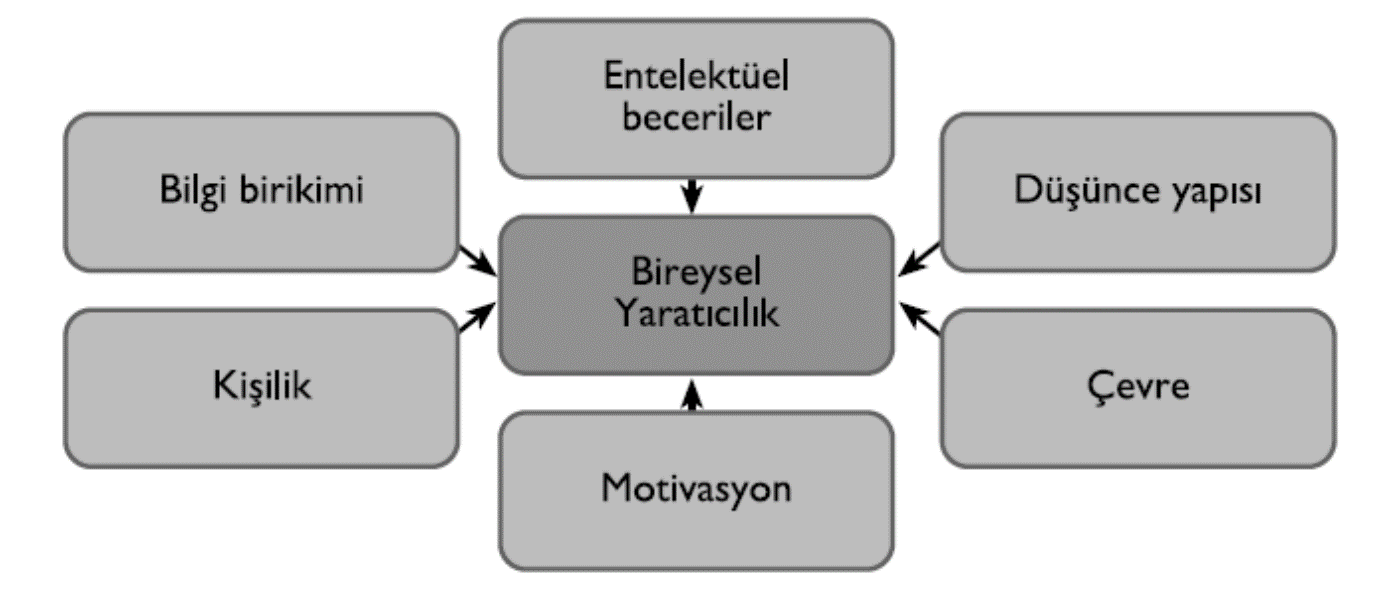 Entelektüel
beceriler
Bilgi birikimi
Düşünce yapısı
Bireysel
Yaratıcılık
Kişilik
Çevre
Motivasyon